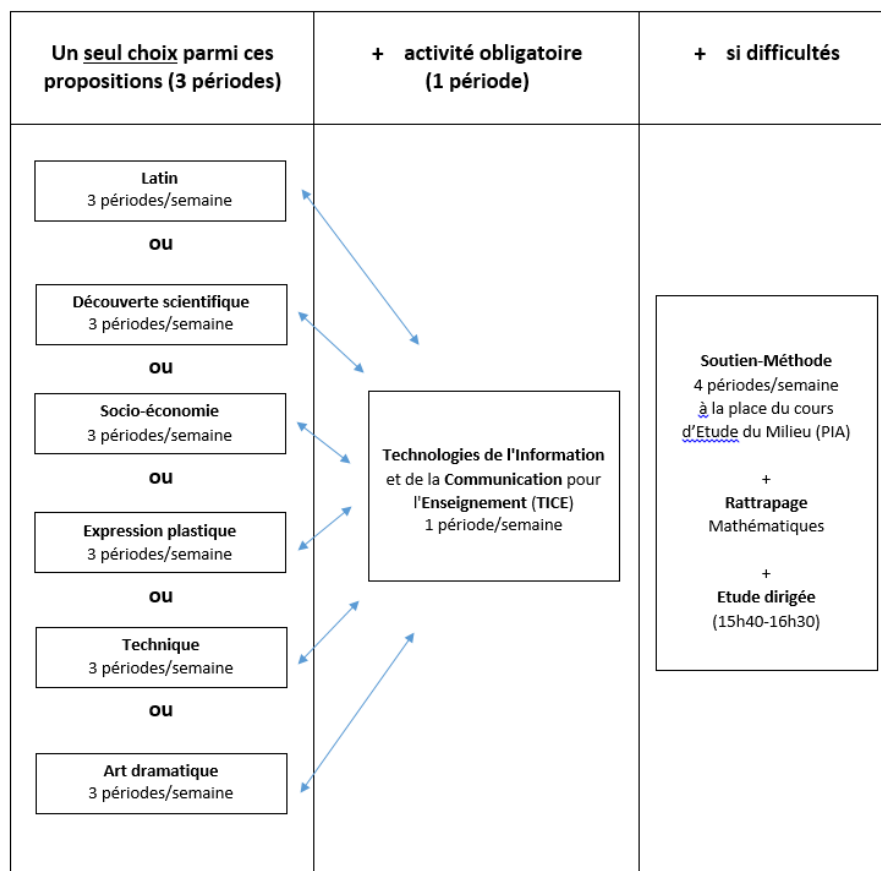 Un seul choix parmi ces
propositions (3 périodes)
+ activité obligatoire
(1 période)
+ si difficultés
Latin
3 périodes/semaine
ou
Découverte scientifique
3 périodes/semaine
ou
Socio-économie
3 périodes/semaine
ou
Expression plastique
3 périodes/semaine
ou
Technique
3 périodes/semaine
ou
Art dramatique
3 périodes/semaine
Technologies de l'Information
et de la Communication pour
l'Enseignement (TICE)
1 période/semaine
Soutien-Méthode
4 périodes/semaine
à la place du cours
d'Etude du Milieu (PIA)
+
Rattrapage
Mathématiques
+
Etude dirigée
(15h40-16h30)